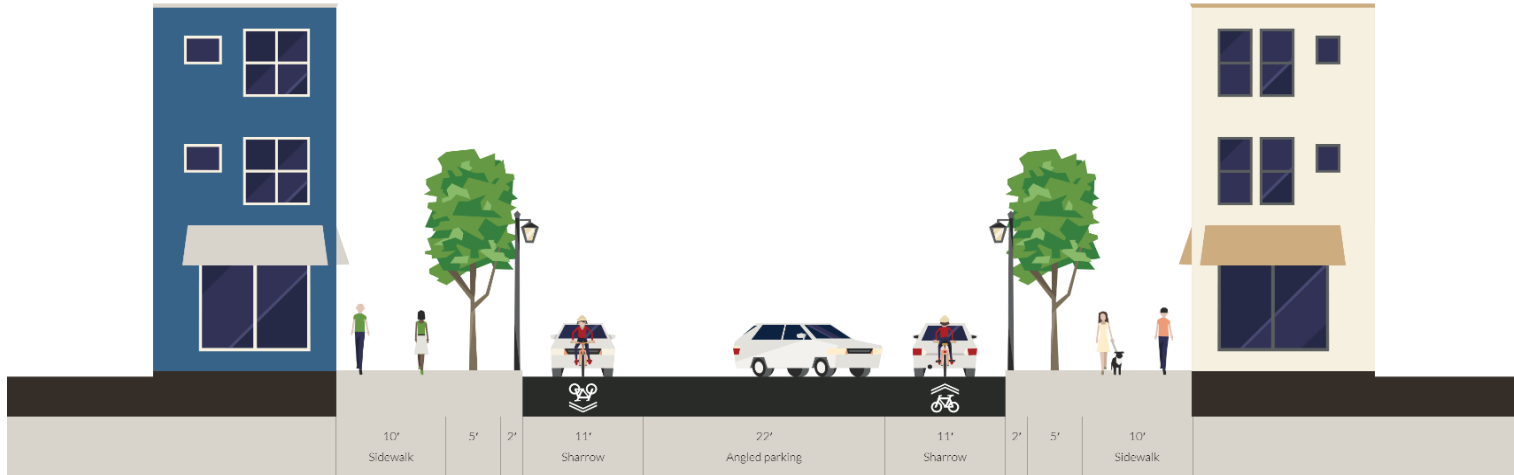 10' 5' 2' 11' 22' 11' 2' 5' 10'
Sidewalk Sharrow Angled parking Sharrow Sidewalk